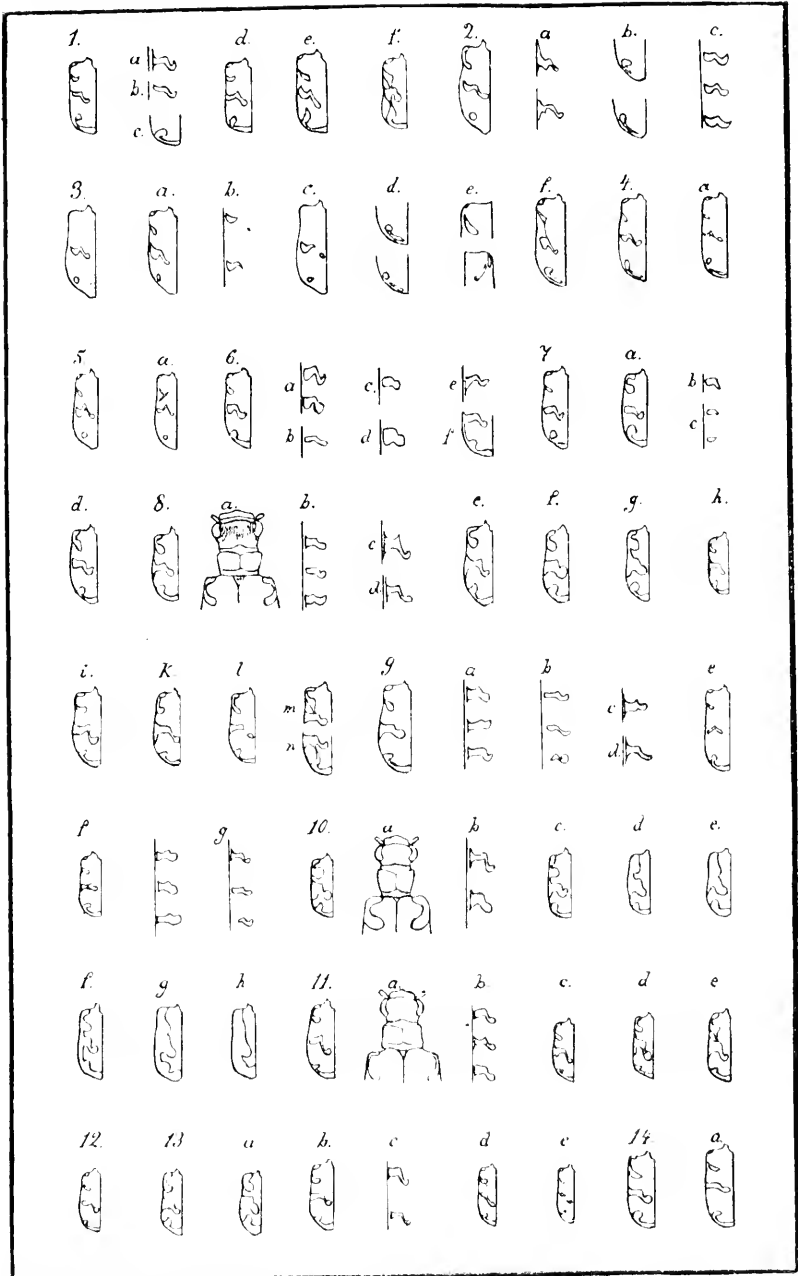 1. a b. c. d. e. f. 2. a b. c.
3. a. b. c. d. e. f. 4. a
5 a. 6. a b c. d e f 7 a. b c
d. 8. a. b. c d. e. f. g. h.
i. k l m n 9 a b c d. e
f g 10. a b c. d e.
f. g h 11. a. b. c. d e
12. 13 a b. c d e 14. a.